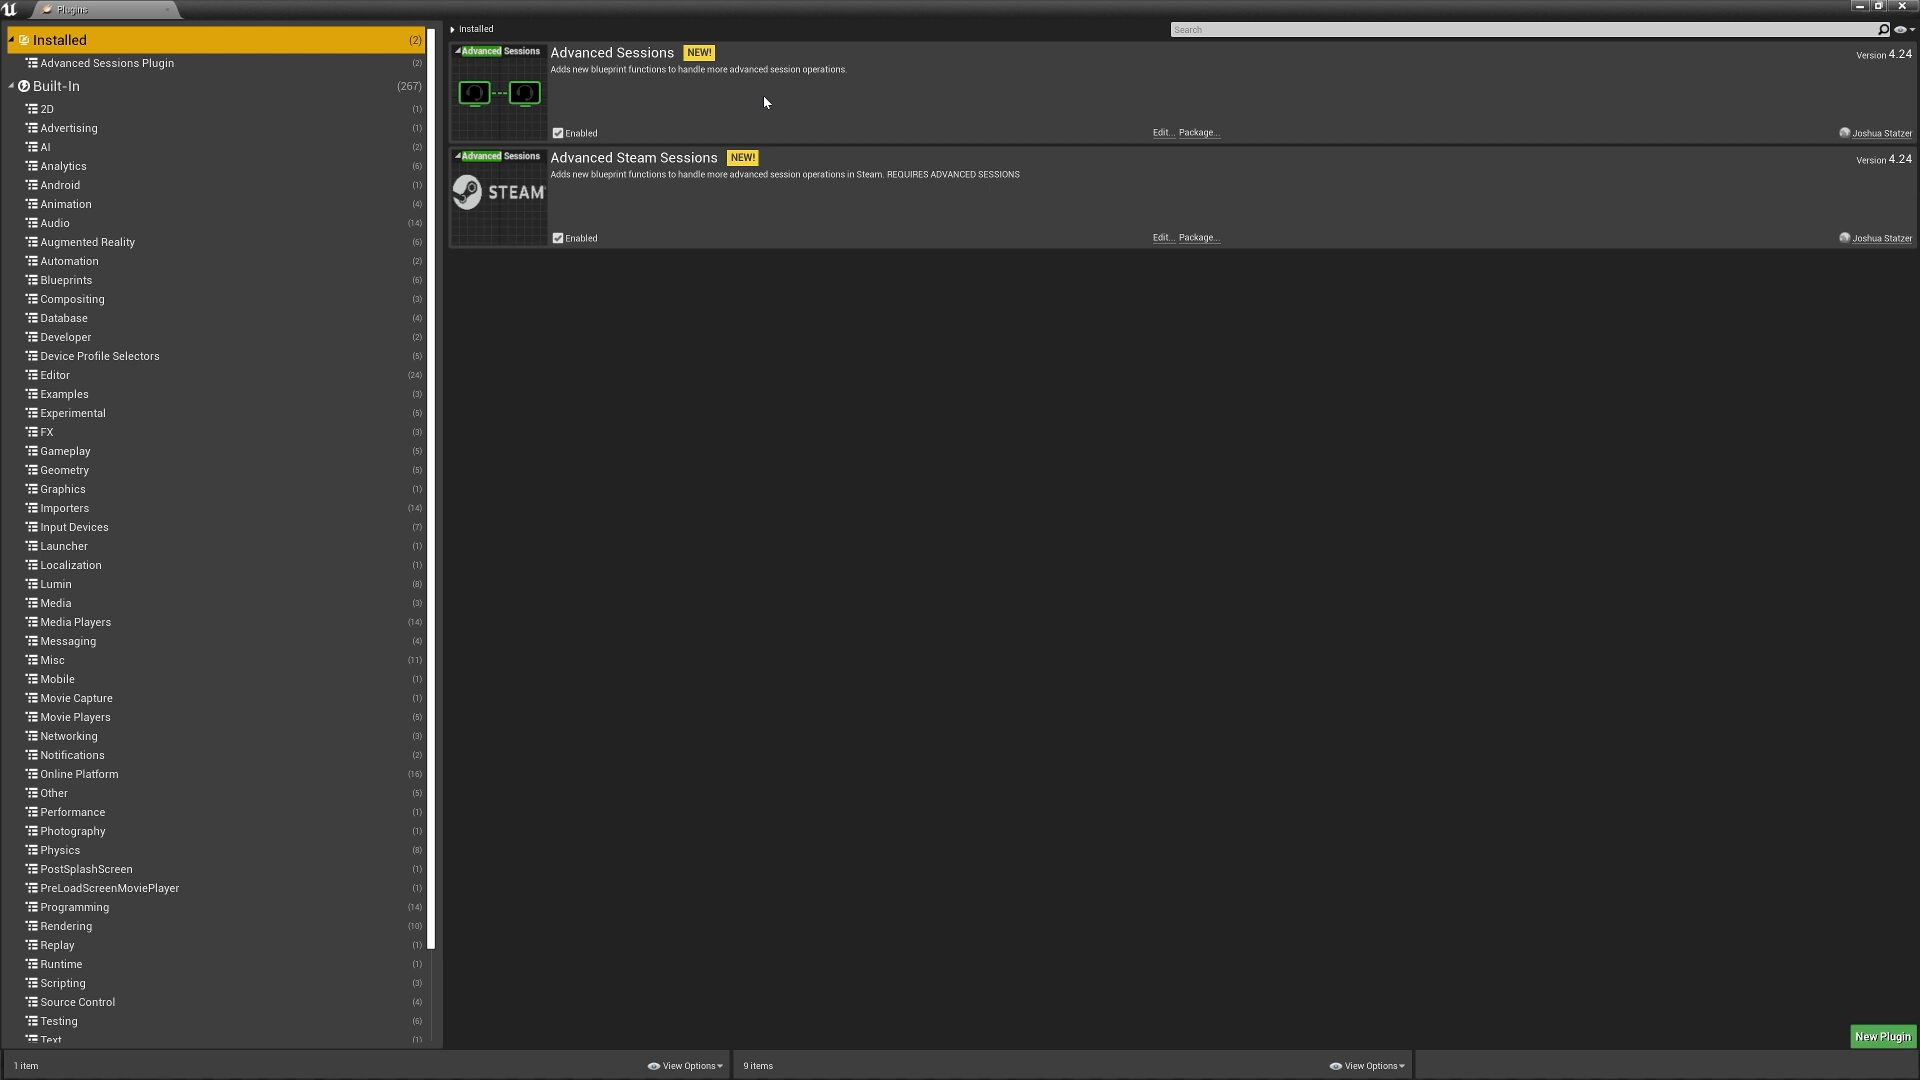 Plugins
Installed (2)
Advanced Sessions Plugin (2)
Built-In (267)
2D (1)
Advertising (1)
AI (2)
Analytics (6)
Android (1)
Animation (4)
Audio (14)
Augmented Reality (6)
Automation (2)
Blueprints (6)
Compositing (3)
Database (4)
Developer (2)
Device Profile Selectors (5)
Editor (24)
Examples (3)
Experimental (5)
FX (3)
Gameplay (5)
Geometry (5)
Graphics (1)
Importers (14)
Input Devices (7)
Launcher (1)
Localization (1)
Lumin (8)
Media (3)
Media Players (14)
Messaging (4)
Misc (11)
Mobile (1)
Movie Capture (1)
Movie Players (5)
Networking (3)
Notifications (2)
Online Platform (16)
Other (5)
Performance (1)
Photography (1)
Physics (8)
PostSplashScreen (1)
PreLoadScreenMoviePlayer (1)
Programming (14)
Rendering (10)
Replay (1)
Runtime (1)
Scripting (3)
Source Control (4)
Testing (6)
Text (1)
Installed
Search
Advanced Sessions
Advanced Sessions NEW!
Version 4.24
Adds new blueprint functions to handle more advanced session operations.
Enabled
Edit... Package...
Joshua Statzer
Advanced Sessions
STEAM
Advanced Steam Sessions NEW!
Version 4.24
Adds new blueprint functions to handle more advanced session operations in Steam. REQUIRES ADVANCED SESSIONS
Enabled
Edit... Package...
Joshua Statzer
New Plugin
1 item
View Options
9 items
View Options